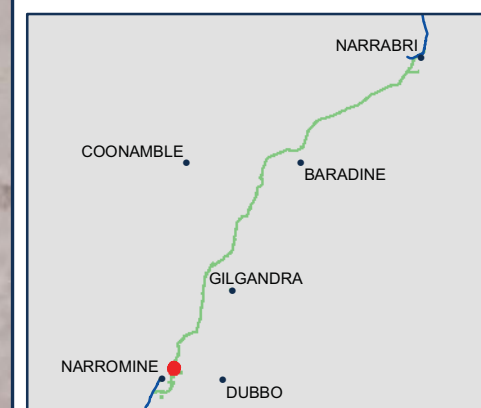 NARRABRI
COONAMBLE
BARADINE
GILGANDRA
NARROMINE
DUBBO